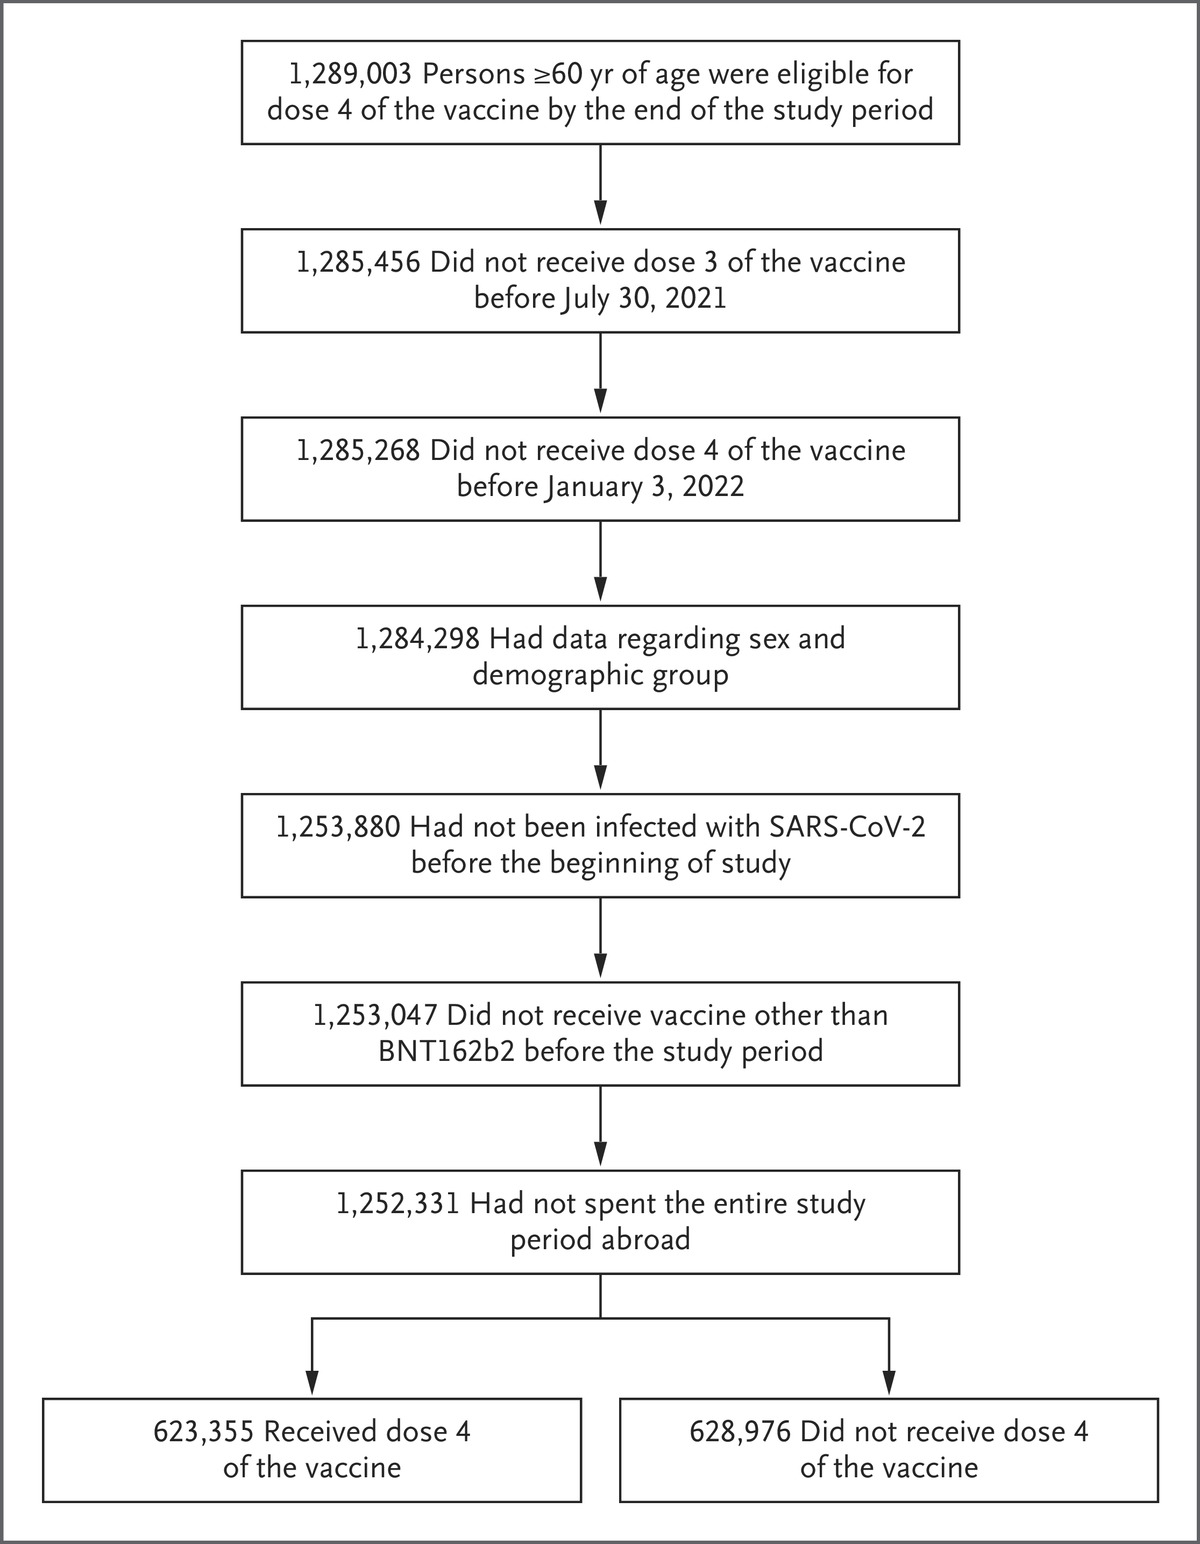 1,289,003 Persons ≥60 yr of age were eligible for
dose 4 of the vaccine by the end of the study period
1,285,456 Did not receive dose 3 of the vaccine
before July 30, 2021
1,285,268 Did not receive dose 4 of the vaccine
before January 3, 2022
1,284,298 Had data regarding sex and
demographic group
1,253,880 Had not been infected with SARS-CoV-2
before the beginning of study
1,253,047 Did not receive vaccine other than
BNT162b2 before the study period
1,252,331 Had not spent the entire study
period abroad
623,355 Received dose 4
of the vaccine
628,976 Did not receive dose 4
of the vaccine